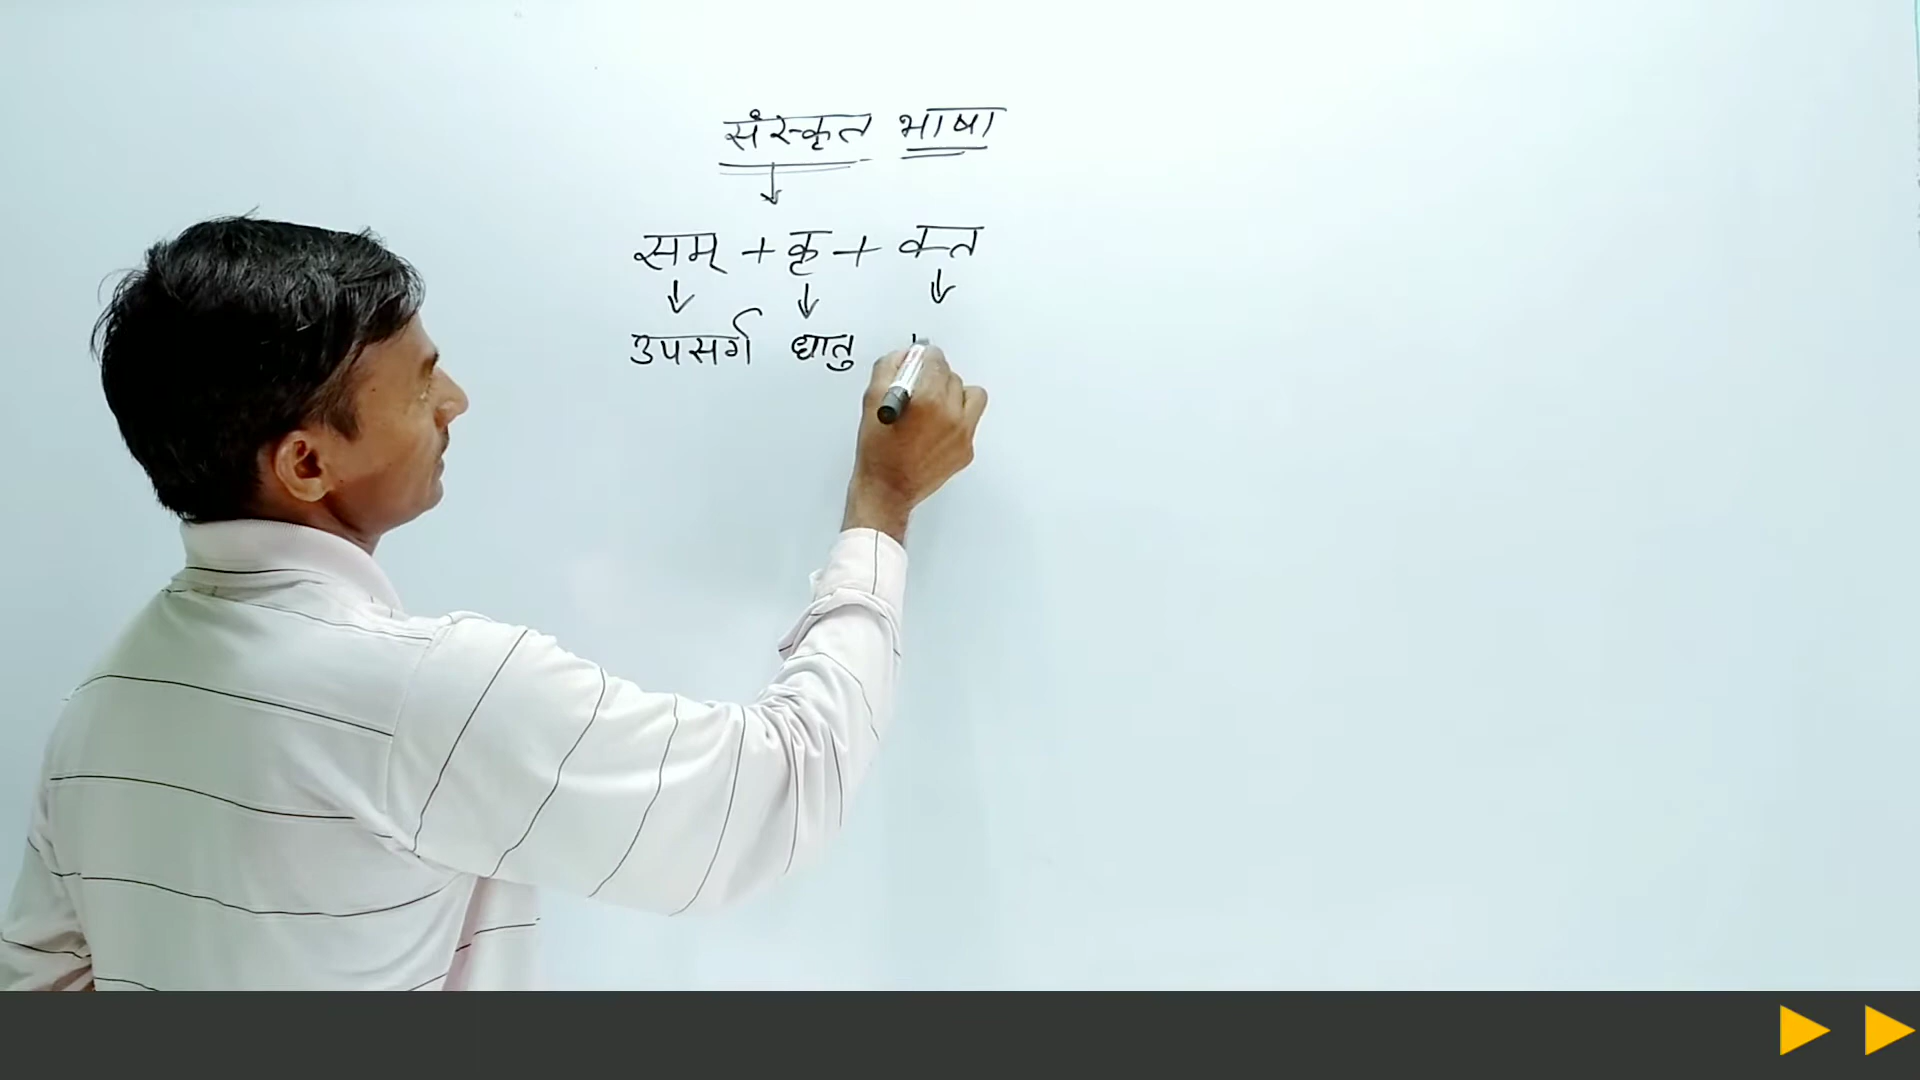 संस्कृत भाषा
सम् + कृ + क्त
उपसर्ग धातु